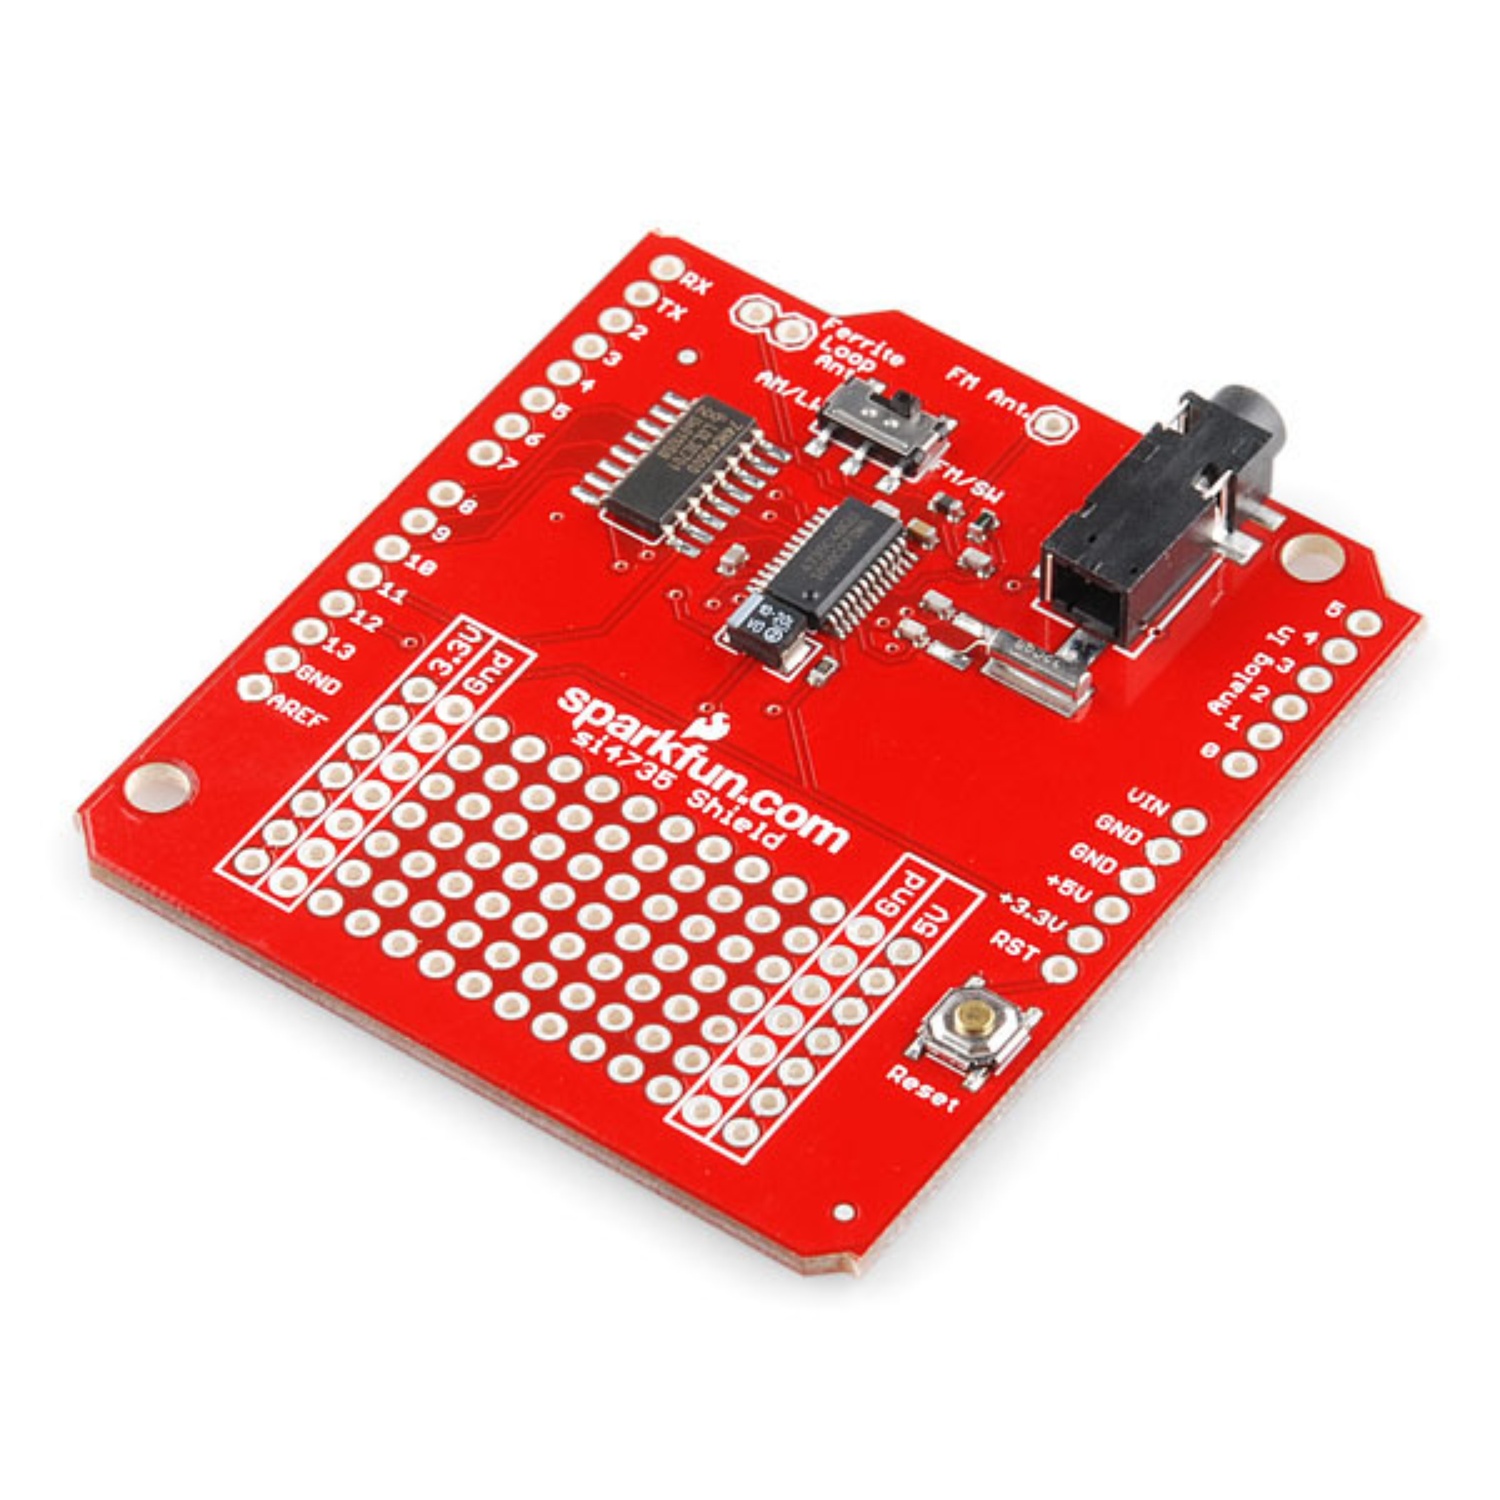 RX
TX
2
3
4
5
6
7
8
9
10
11
12
13
GND
AREF
Ferrite
Loop
Ant.
AM/LW
FM/SW
FM Ant.
3.3V
Gnd
sparkfun.com
si4735 Shield
Gnd
5V
5
4
3
2
1
0
Analog In
VIN
GND
GND
+5V
+3.3V
RST
Reset